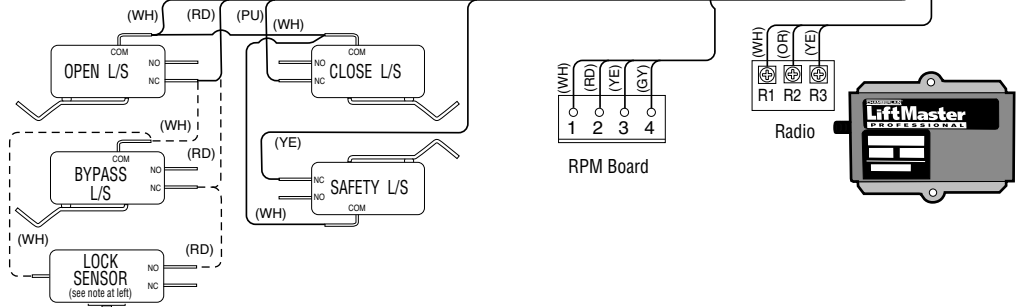 (WH)
(RD)
(PU)
(WH)
COM
OPEN L/S
NO
NC
COM
NO
NC
CLOSE L/S
(WH)
(RD)
(YE)
(GY)
1 2 3 4
RPM Board
(WH)
(OR)
(YE)
R1 R2 R3
Radio
CHAMBERLAIN
LiftMaster
PROFESSIONAL
(WH)
COM
BYPASS
L/S
NO
NC
(RD)
(YE)
NC
NO
SAFETY L/S
COM
(WH)
(WH)
(RD)
LOCK
SENSOR
(see note at left)
NO
NC